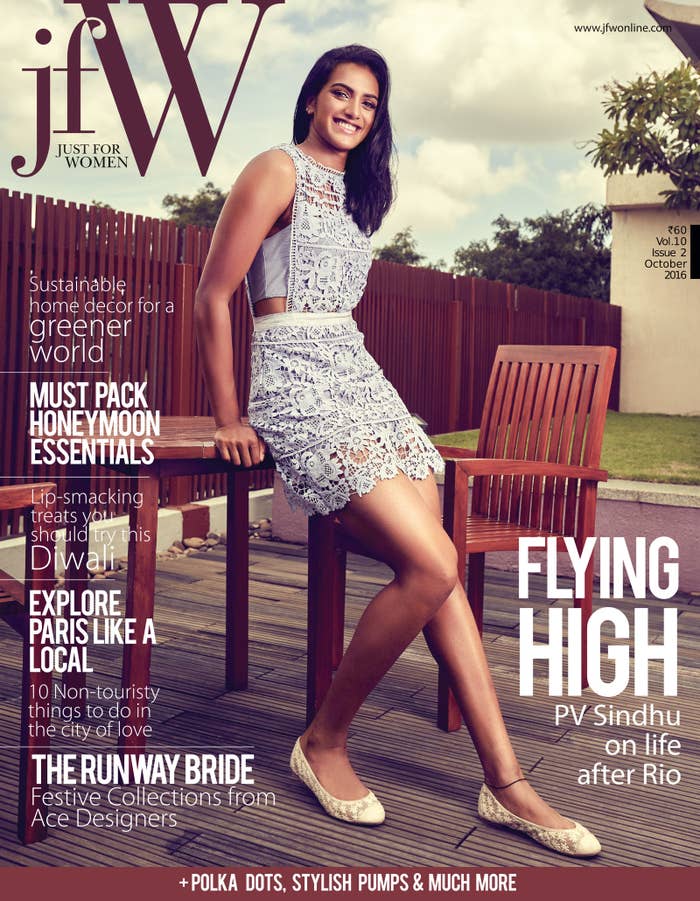 jfW
JUST FOR
WOMEN
www.jfwonline.com
₹60
Vol.10
Issue 2
October
2016
Sustainable
home decor for a
greener
world
MUST PACK
HONEYMOON
ESSENTIALS
Lip-smacking
treats you
should try this
Diwali
EXPLORE
PARIS LIKE A
LOCAL
10 Non-touristy
things to do in
the city of love
THE RUNWAY BRIDE
Festive Collections from
Ace Designers
FLYING
HIGH
PV Sindhu
on life
after Rio
+ POLKA DOTS, STYLISH PUMPS & MUCH MORE